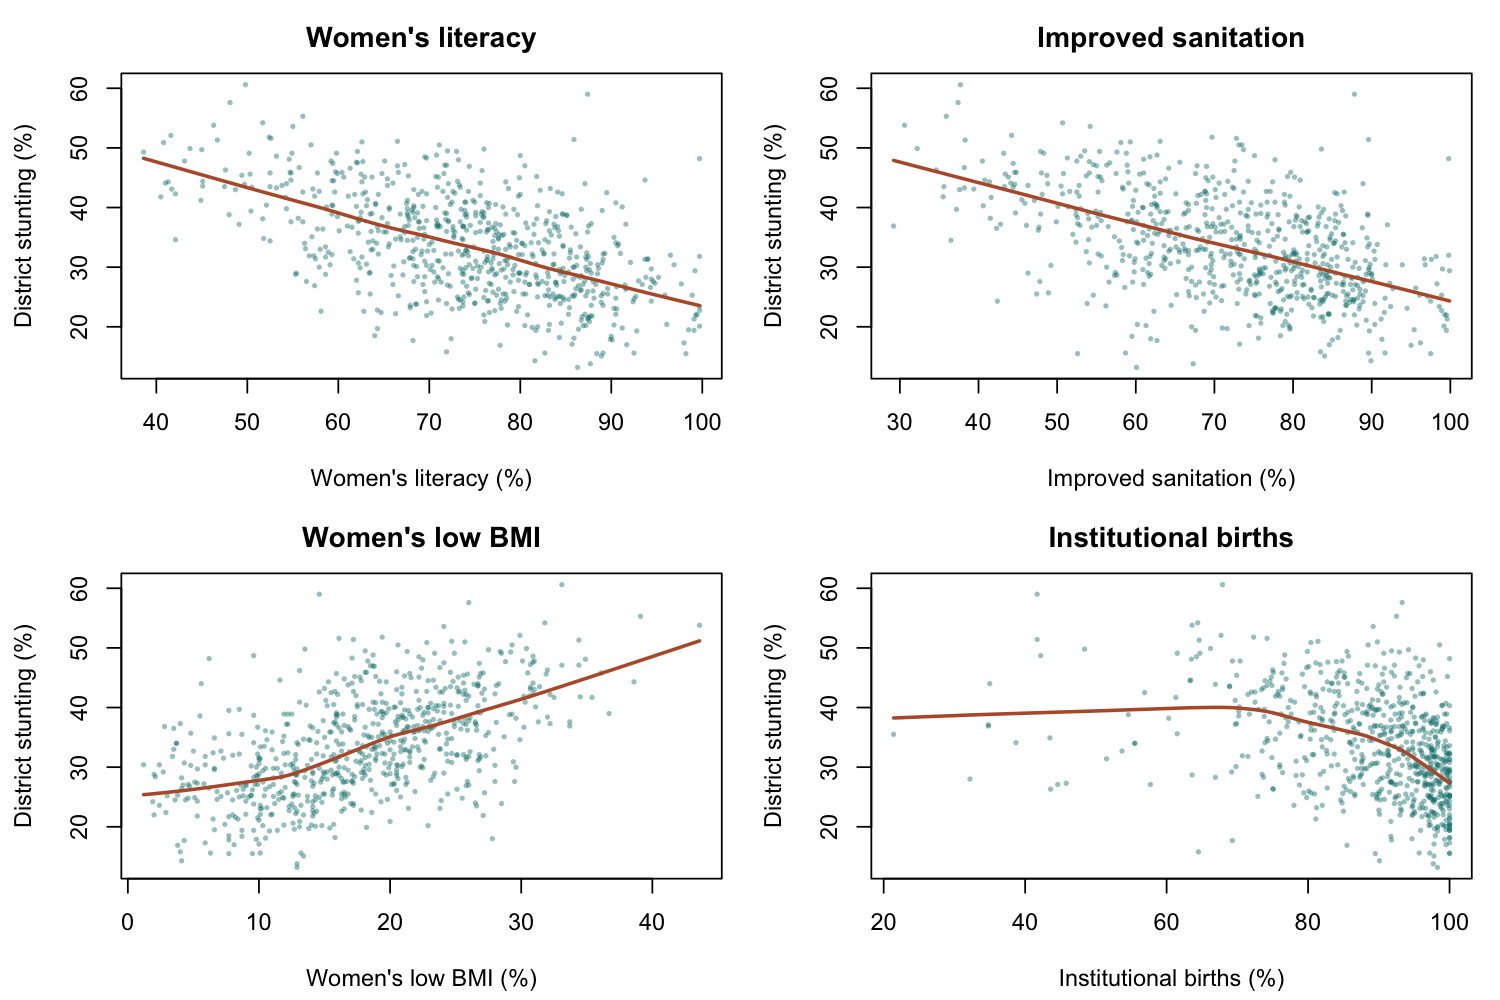 Women's literacy
60
50
40
30
20
District stunting (%)
40 50 60 70 80 90 100
Women's literacy (%)
Improved sanitation
60
50
40
30
20
District stunting (%)
30 40 50 60 70 80 90 100
Improved sanitation (%)
Women's low BMI
60
50
40
30
20
District stunting (%)
0 10 20 30 40
Women's low BMI (%)
Institutional births
60
50
40
30
20
District stunting (%)
20 40 60 80 100
Institutional births (%)